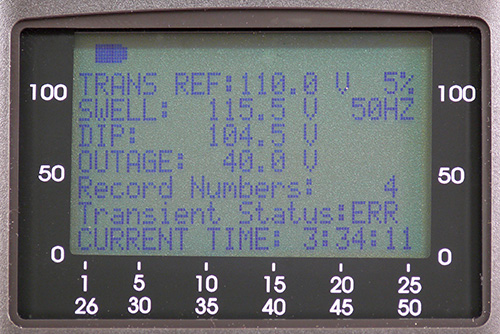 TRANS REF:110.0 V 5%
100 SWELL: 115.5 V 50HZ 100
DIP: 104.5 V
OUTAGE: 40.0 V
50 Record Numbers: 4 50
Transient Status:ERR
0 CURRENT TIME: 3:34:11 0
1 5 10 15 20 25
26 30 35 40 45 50